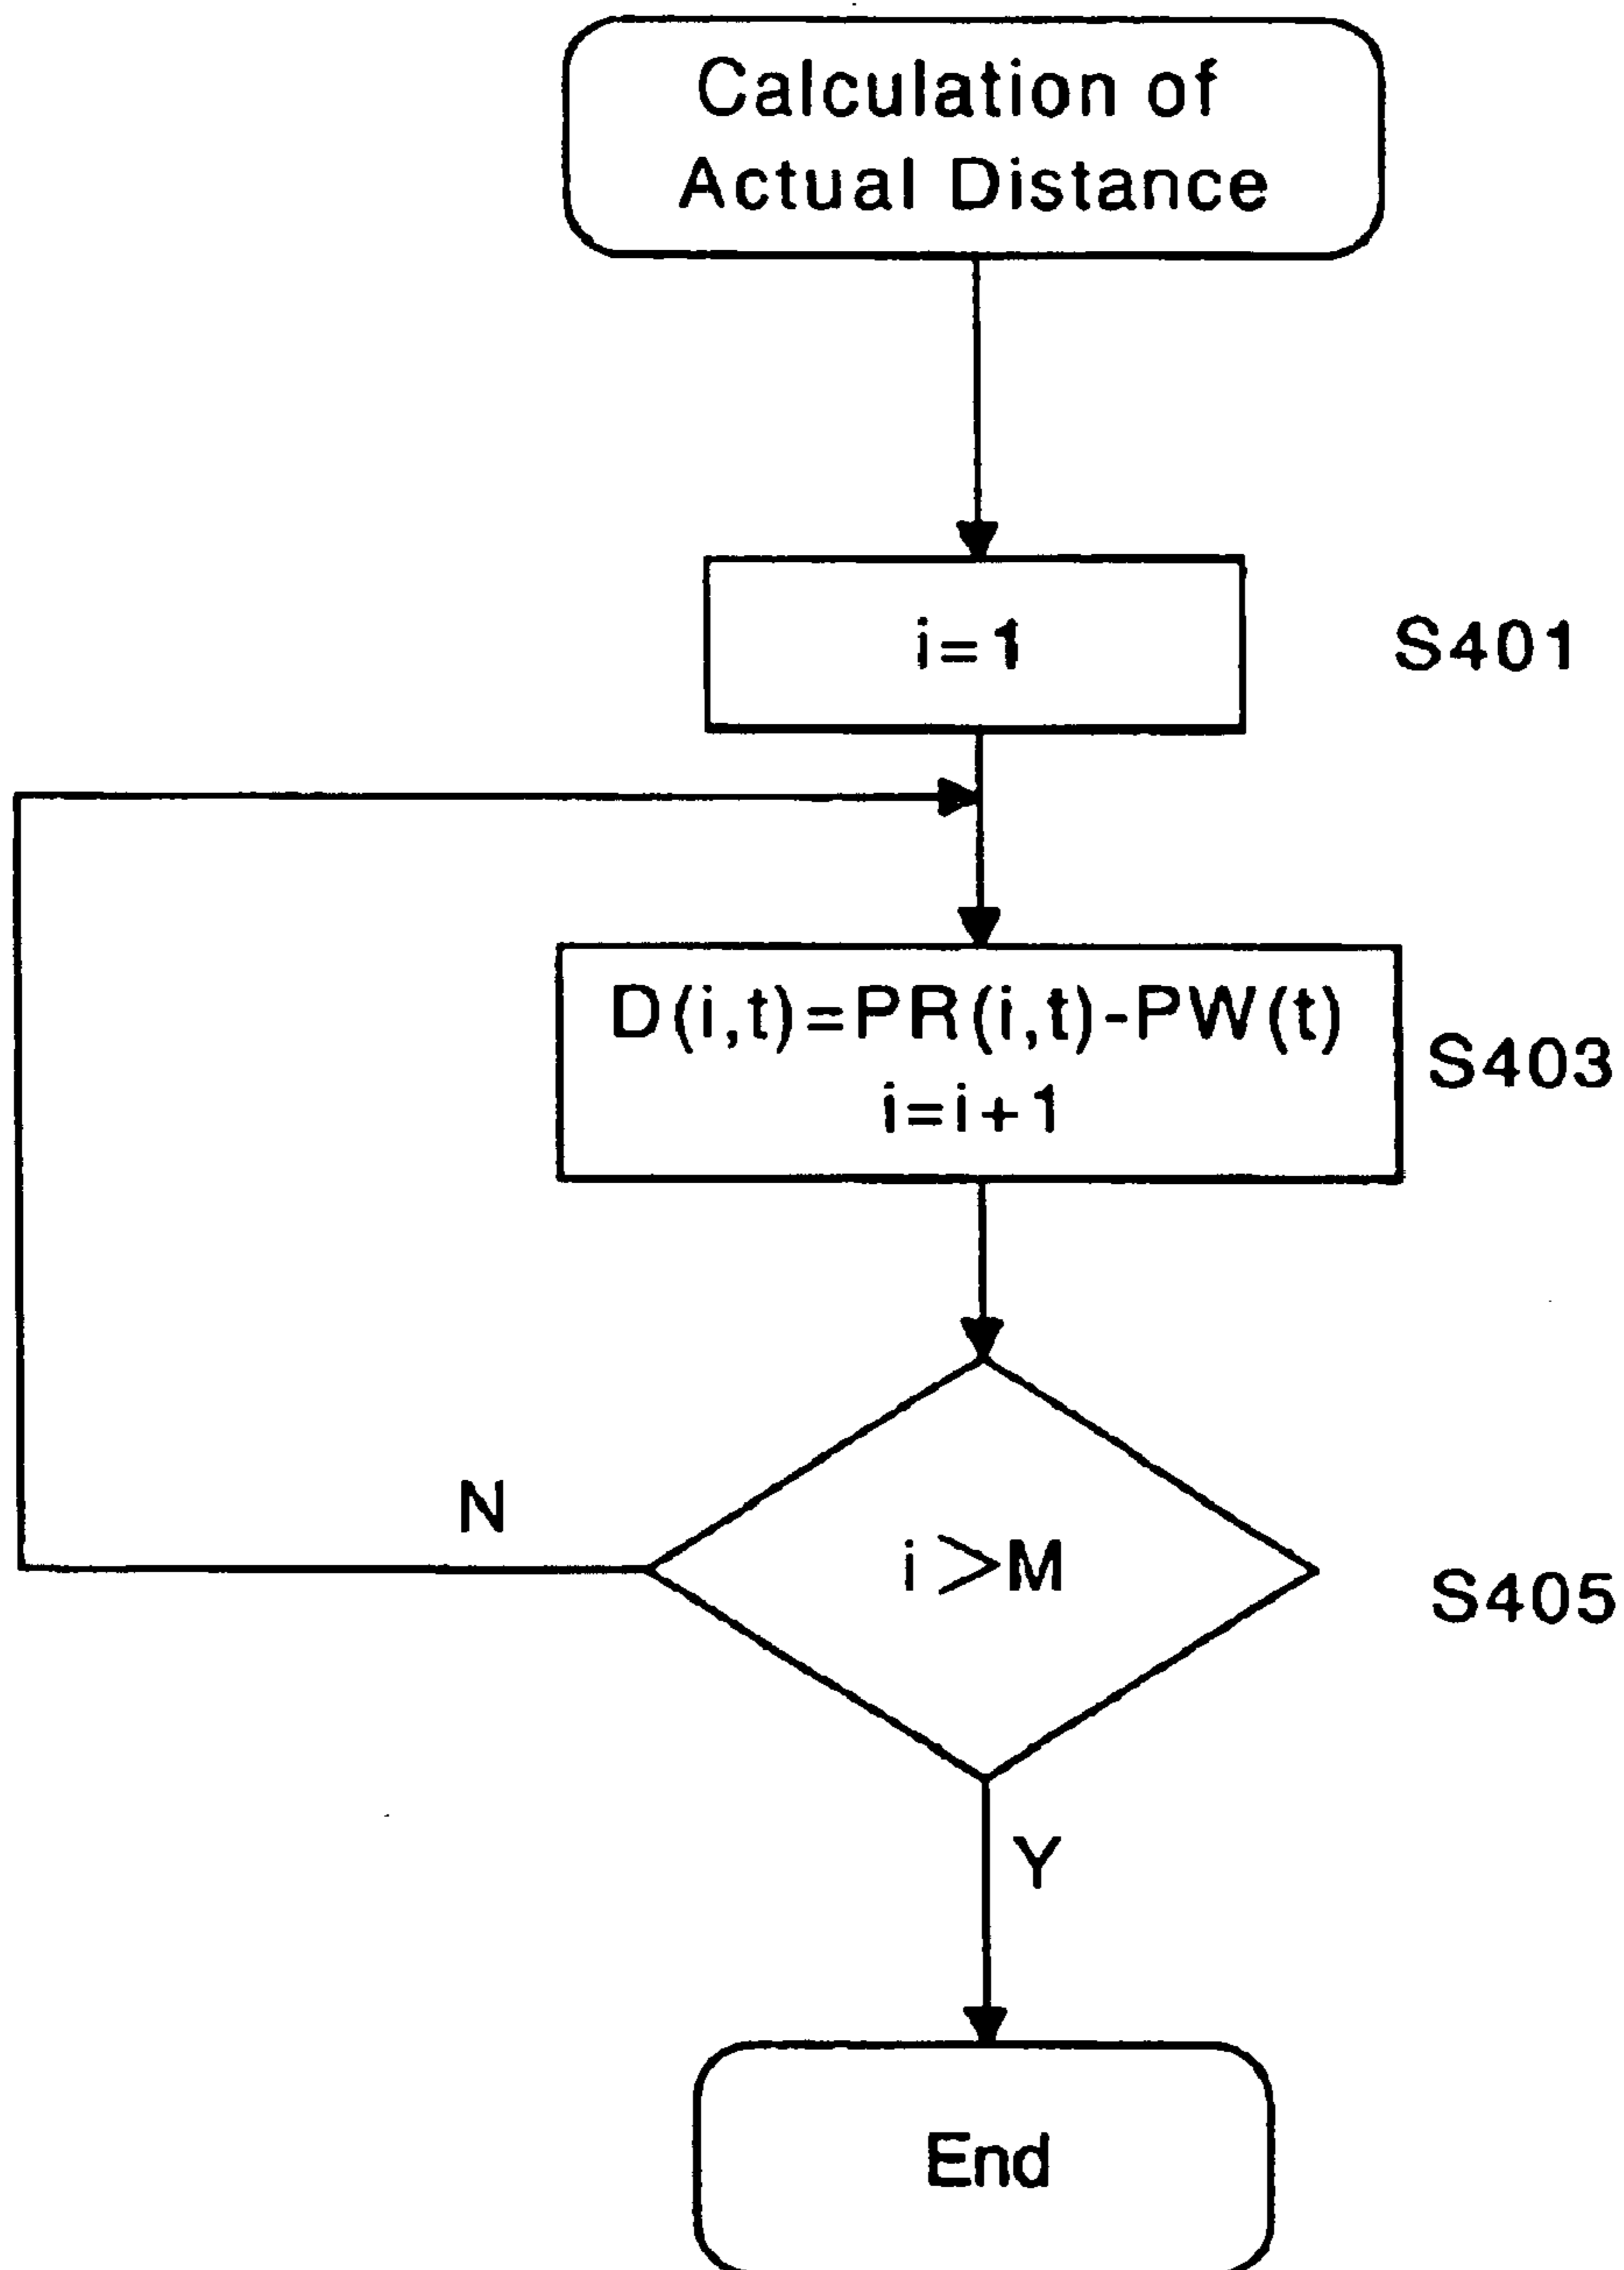 Calculation of
Actual Distance
i=1
S401
D(i,t)=PR(i,t)-PW(t)
i=i+1
S403
N
i>M
S405
Y
End